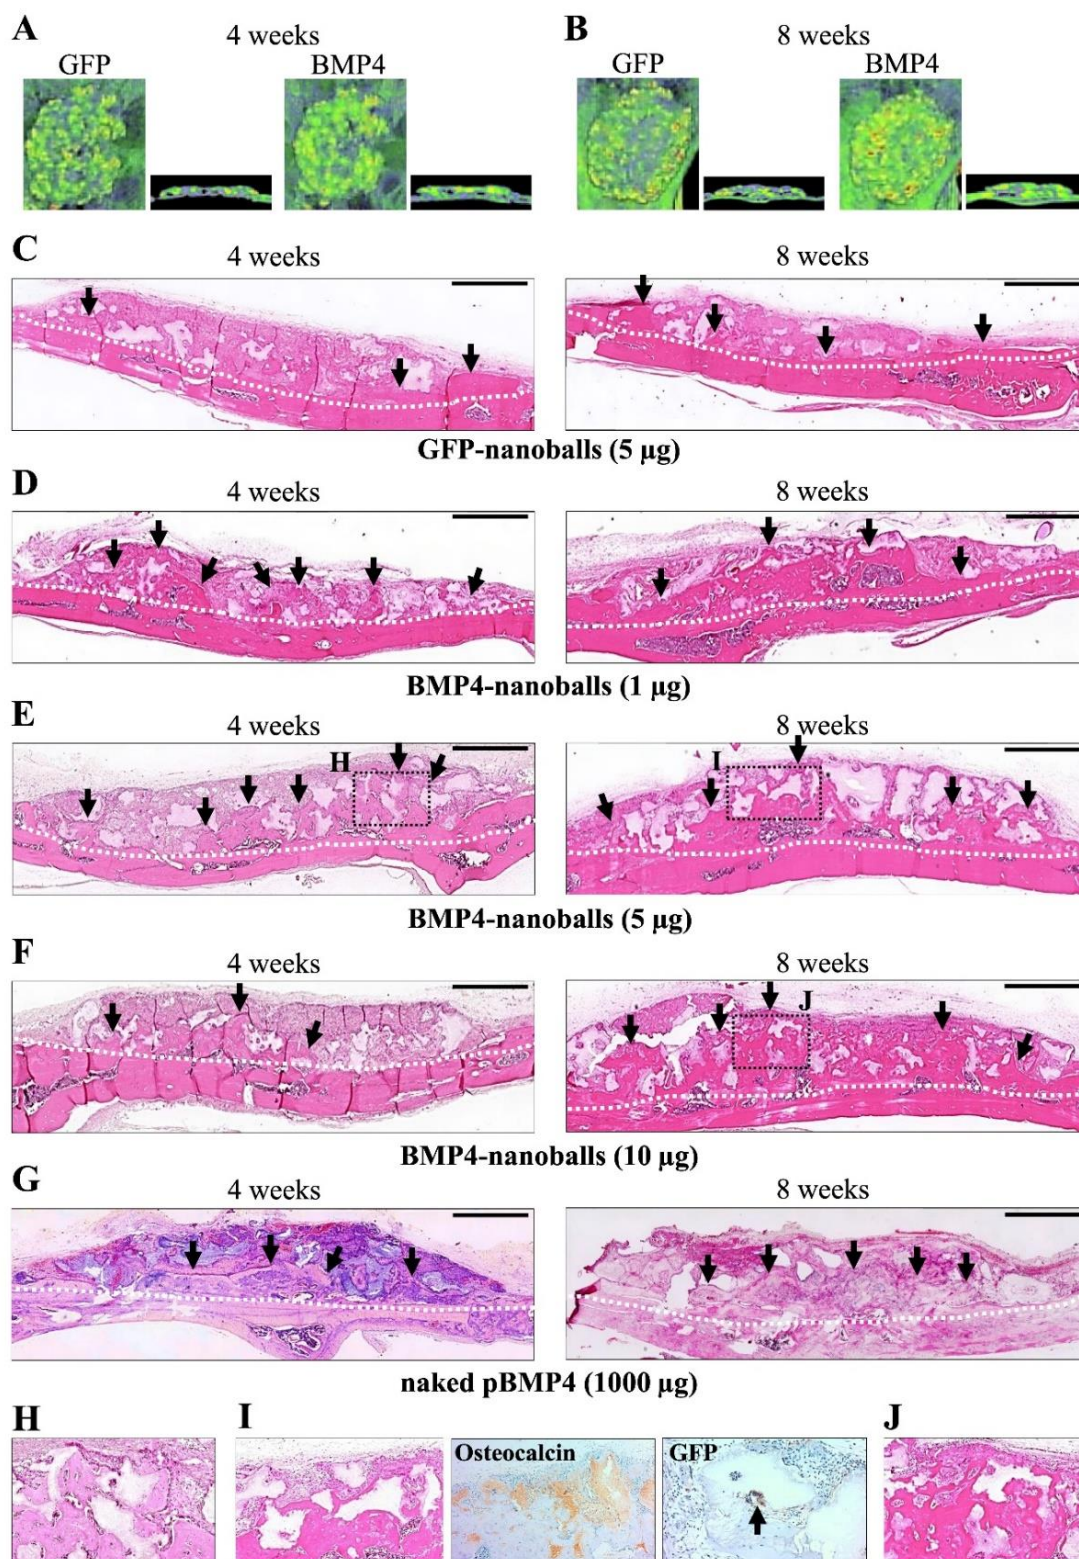 A
4 weeks
GFP
BMP4
B
8 weeks
GFP
BMP4
C
4 weeks
8 weeks
GFP-nanoballs (5 µg)
D
4 weeks
8 weeks
BMP4-nanoballs (1 µg)
E
4 weeks
8 weeks
H
I
BMP4-nanoballs (5 µg)
F
4 weeks
8 weeks
J
BMP4-nanoballs (10 µg)
G
4 weeks
8 weeks
naked pBMP4 (1000 µg)
H
I
Osteocalcin
GFP
J